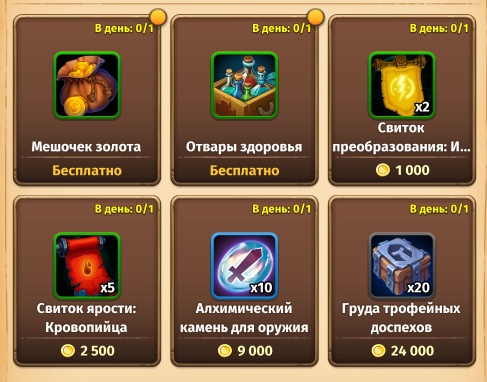 В день: 0/1
Мешочек золота
Бесплатно
В день: 0/1
Отвары здоровья
Бесплатно
В день: 0/1
x2
Свиток
преобразования: И...
1 000
В день: 0/1
x5
Свиток ярости:
Кровопийца
2 500
В день: 0/1
x10
Алхимический
камень для оружия
9 000
В день: 0/1
x20
Груда трофейных
доспехов
24 000